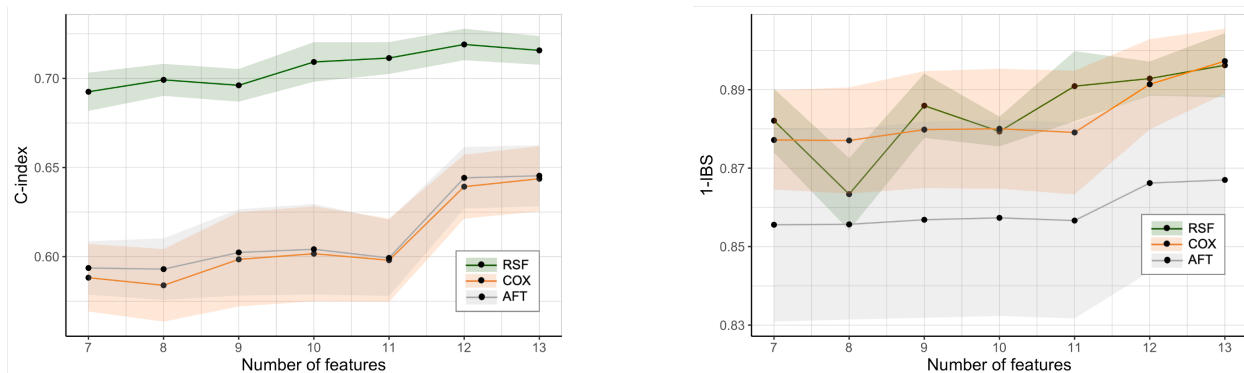 C-index
0.70
0.65
0.60
RSF
COX
AFT
7 8 9 10 11 12 13
Number of features
1-IBS
0.89
0.87
0.85
0.83
RSF
COX
AFT
7 8 9 10 11 12 13
Number of features